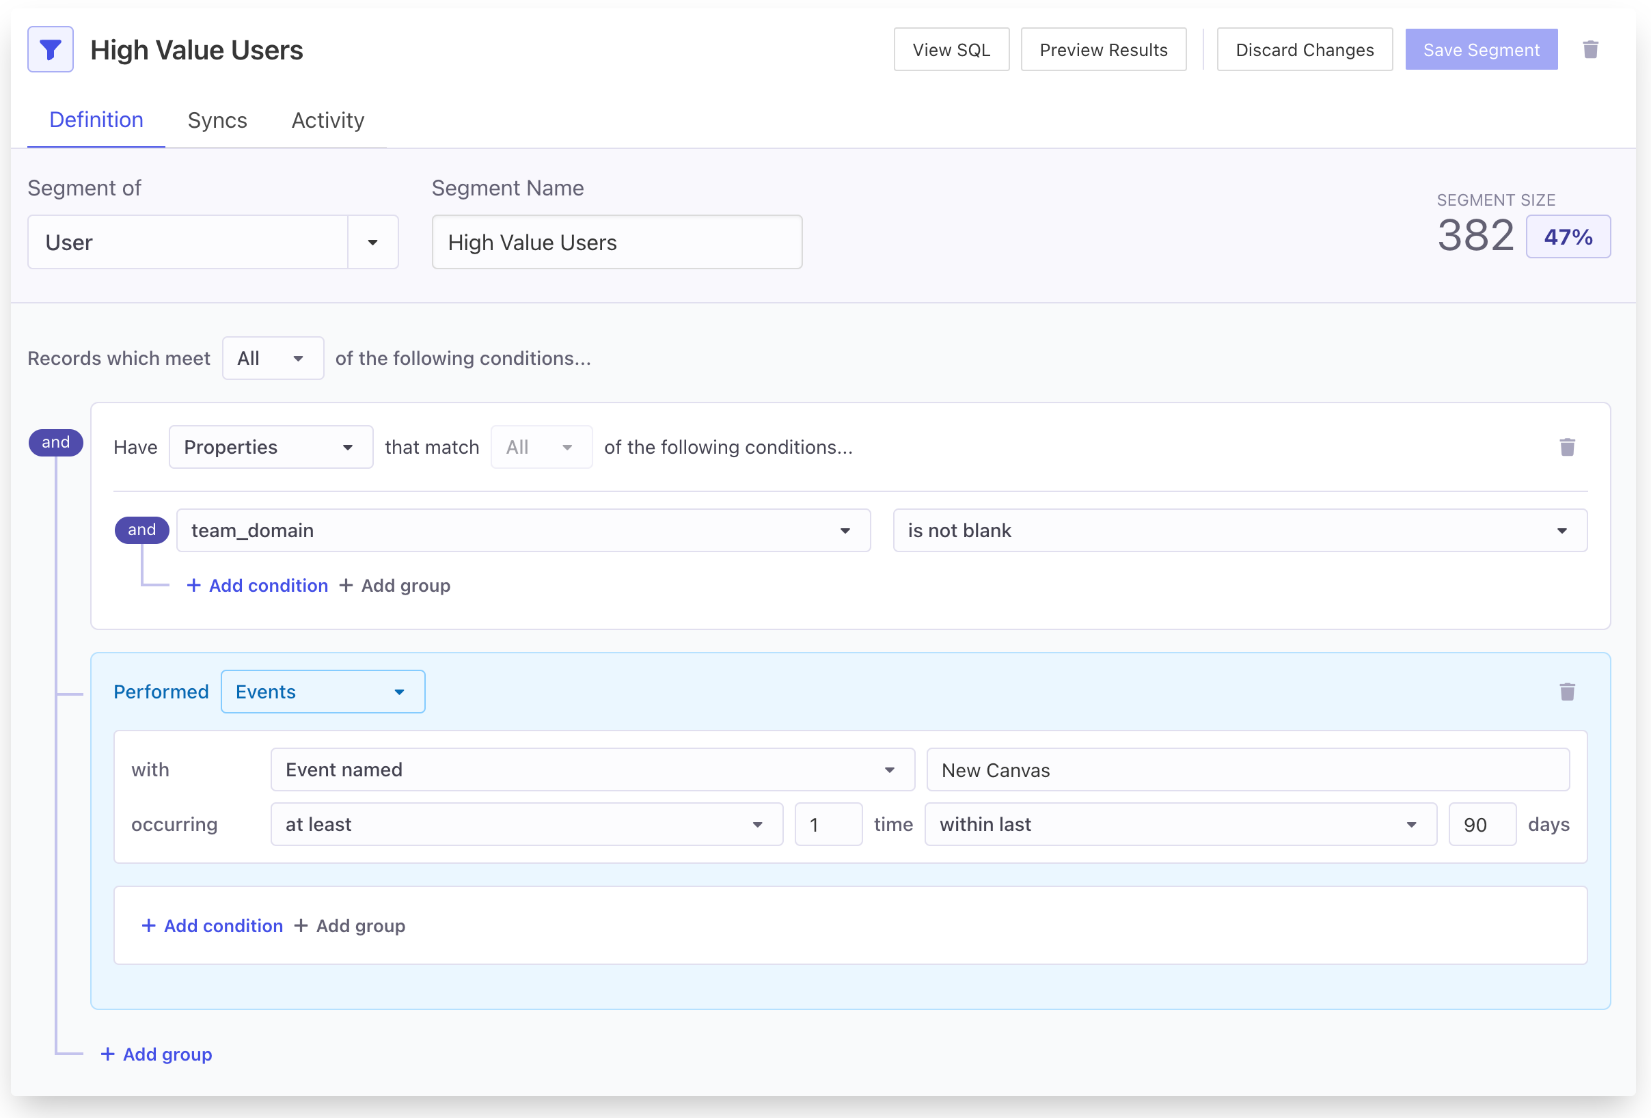 High Value Users
View SQL
Preview Results
Discard Changes
Save Segment
Definition
Syncs
Activity
Segment of
Segment Name
User
High Value Users
SEGMENT SIZE
382
47%
Records which meet All of the following conditions...
and
Have Properties that match All of the following conditions...
and
team_domain
is not blank
+ Add condition + Add group
Performed Events
with Event named New Canvas
occurring at least 1 time within last 90 days
+ Add condition + Add group
+ Add group